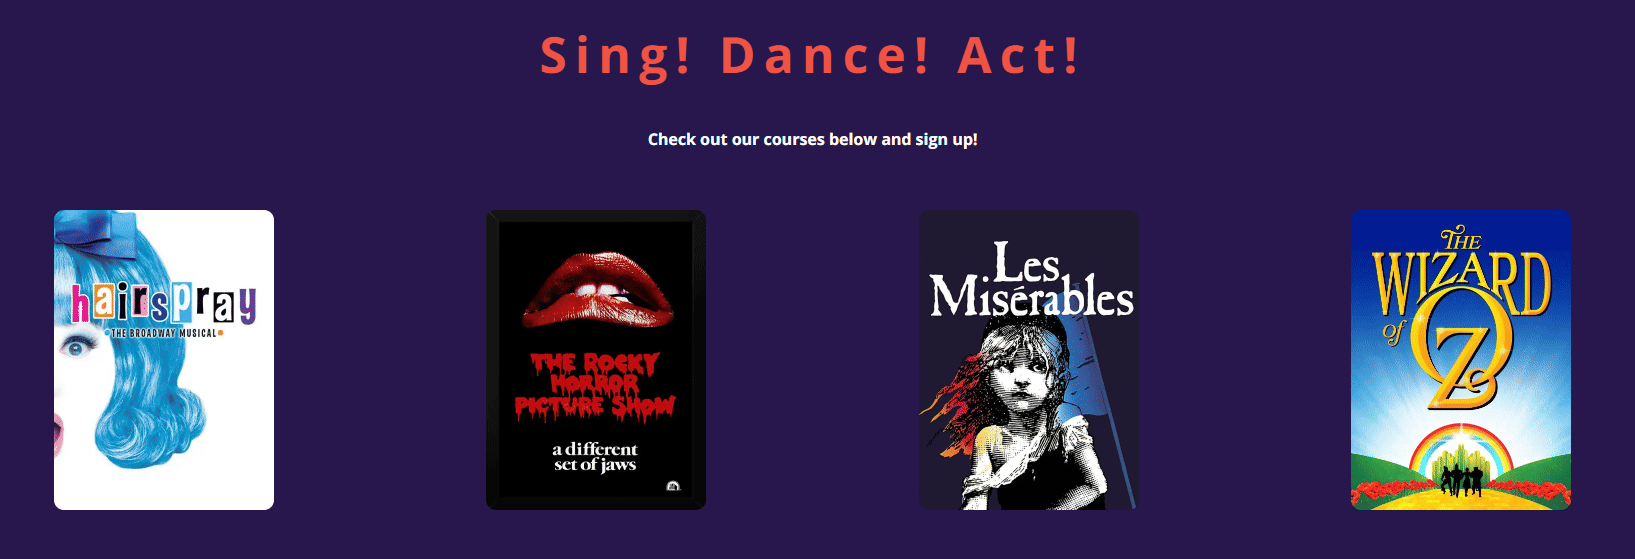 Sing! Dance! Act!
Check out our courses below and sign up!
hairspray
THE BROADWAY MUSICAL
THE ROCKY
HORROR
PICTURE SHOW
a different
set of jaws
Les
Misérables
THE
WIZARD
of OZ